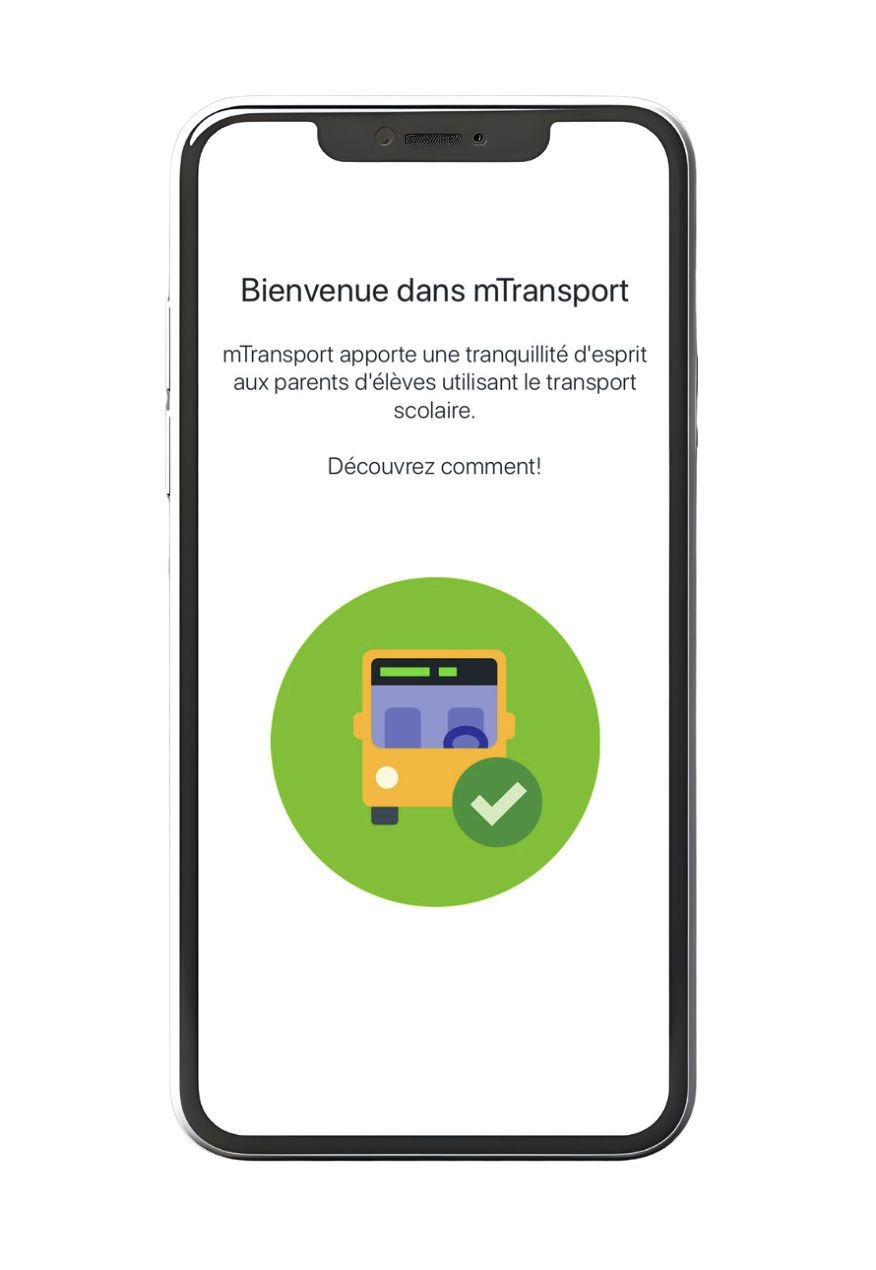 Bienvenue dans mTransport
mTransport apporte une tranquillité d'esprit
aux parents d'élèves utilisant le transport
scolaire.
Découvrez comment!